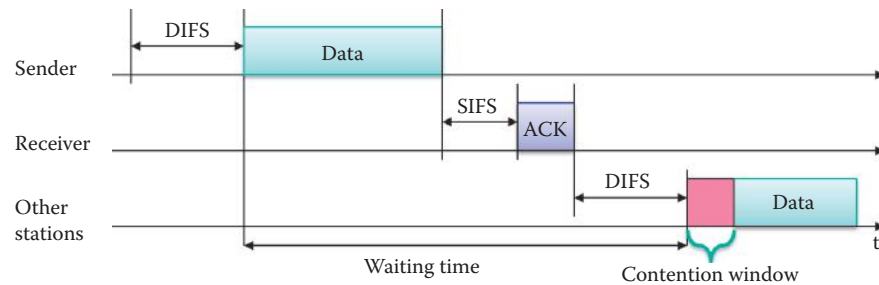 DIFS
Data
Sender
SIFS
ACK
Receiver
DIFS
Data
Other
stations
t
Waiting time
Contention window